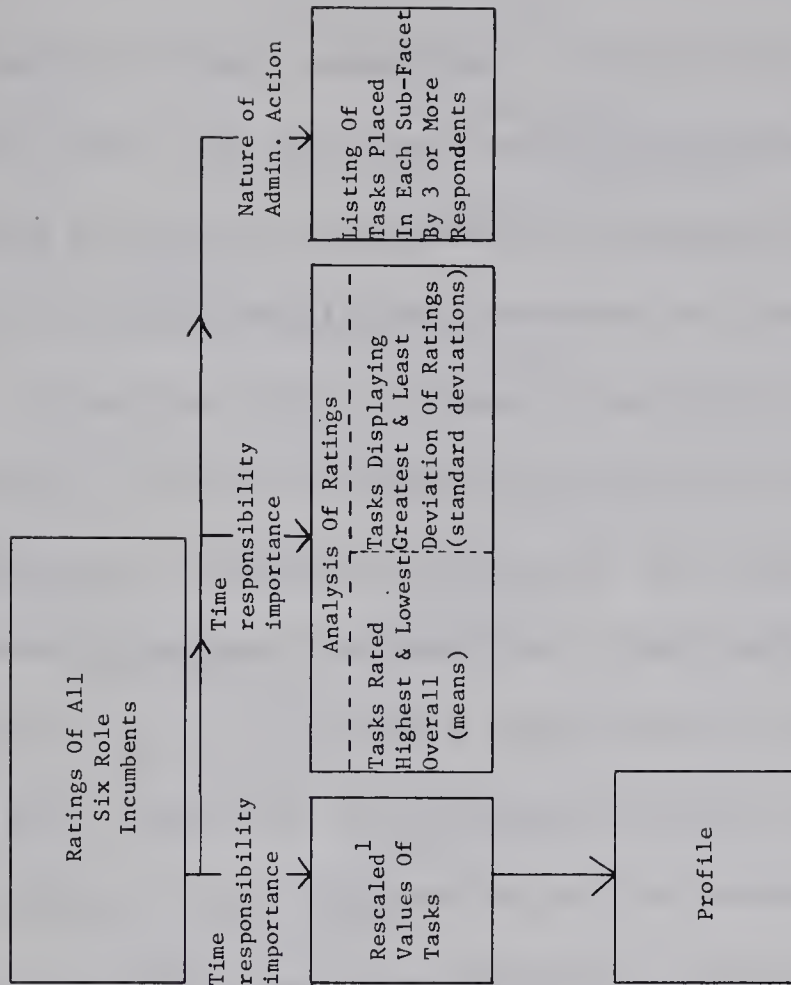 Ratings Of All
Six Role
Incumbents
Time
responsibility
importance
Time
responsibility
importance
Nature of
Admin. Action
Rescaled1
Values Of
Tasks
Analysis Of Ratings
Tasks Rated
Highest & Lowest
Overall
(means)
Tasks Displaying
Greatest & Least
Deviation Of Ratings
(standard deviations)
Listing Of
Tasks Placed
In Each Sub-Facet
By 3 or More
Respondents
Profile